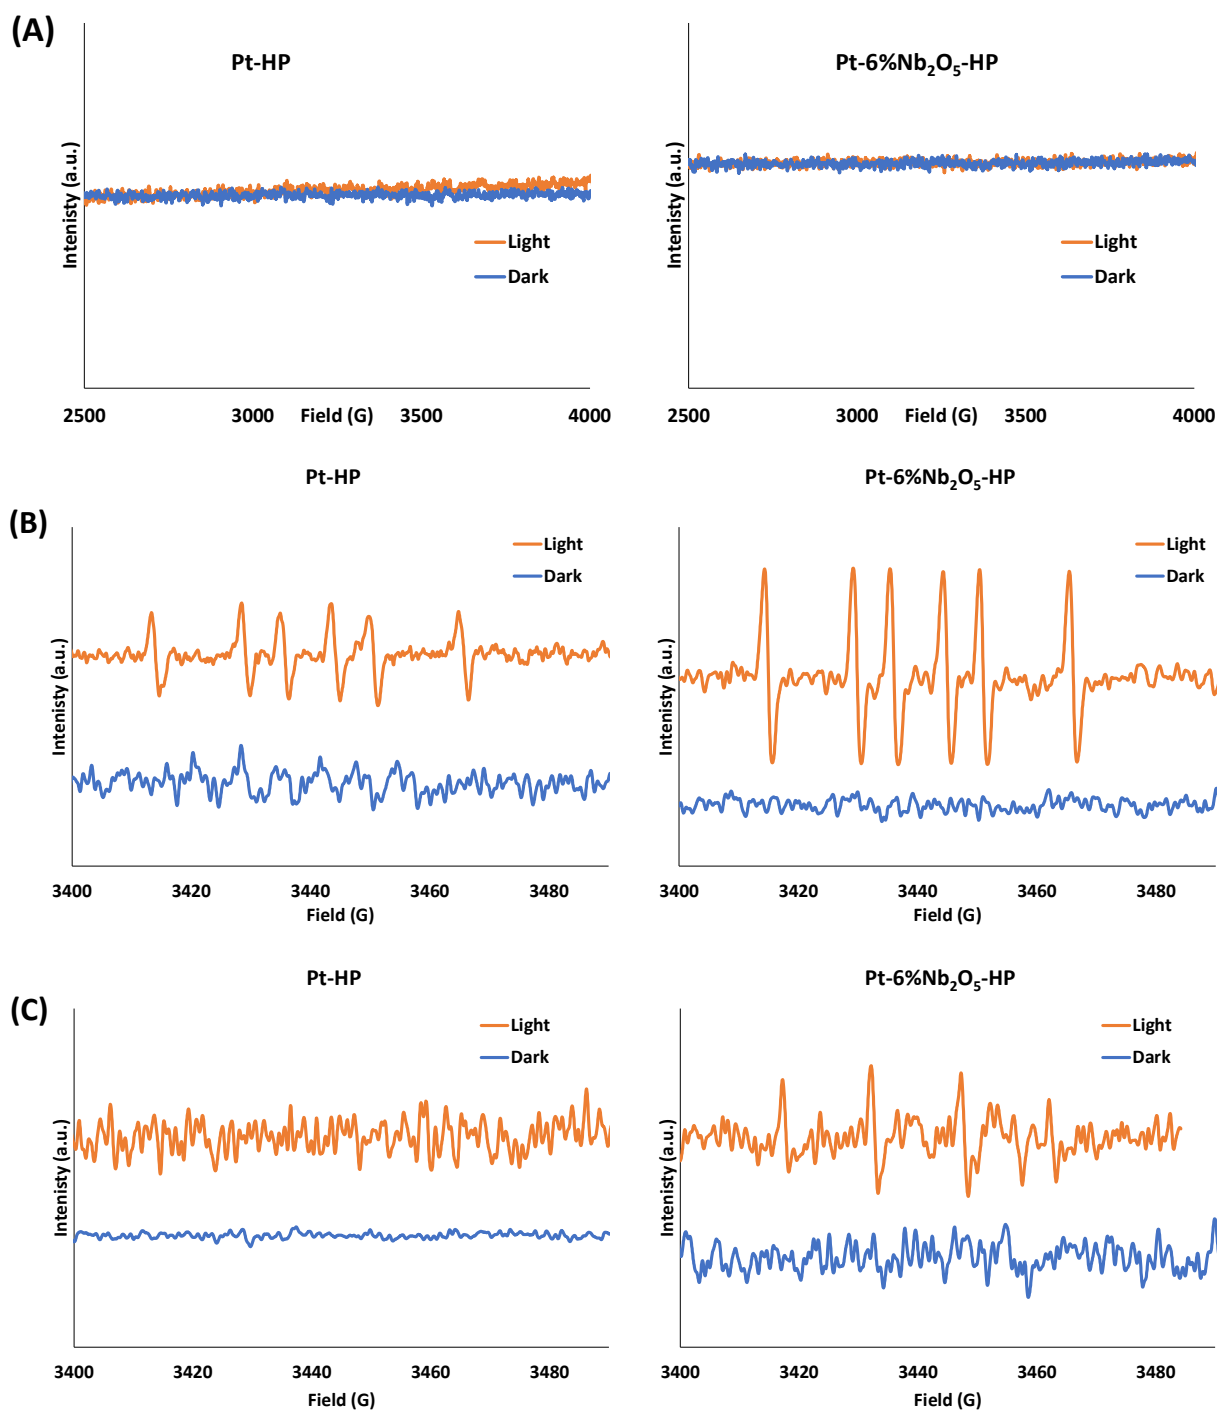 (A)
Pt-HP
Intenisty (a.u.)
Light
Dark
2500 3000 Field (G) 3500 4000
Pt-6%Nb₂O₅-HP
Intenisty (a.u.)
Light
Dark
2500 3000 Field (G) 3500 4000
(B)
Pt-HP
Intenisty (a.u.)
Light
Dark
3400 3420 3440 3460 3480
Field (G)
Pt-6%Nb₂O₅-HP
Intenisty (a.u.)
Light
Dark
3400 3420 3440 3460 3480
Field (G)
(C)
Pt-HP
Intenisty (a.u.)
Light
Dark
3400 3420 3440 3460 3480
Field (G)
Pt-6%Nb₂O₅-HP
Intenisty (a.u.)
Light
Dark
3400 3420 3440 3460 3480
Field (G)